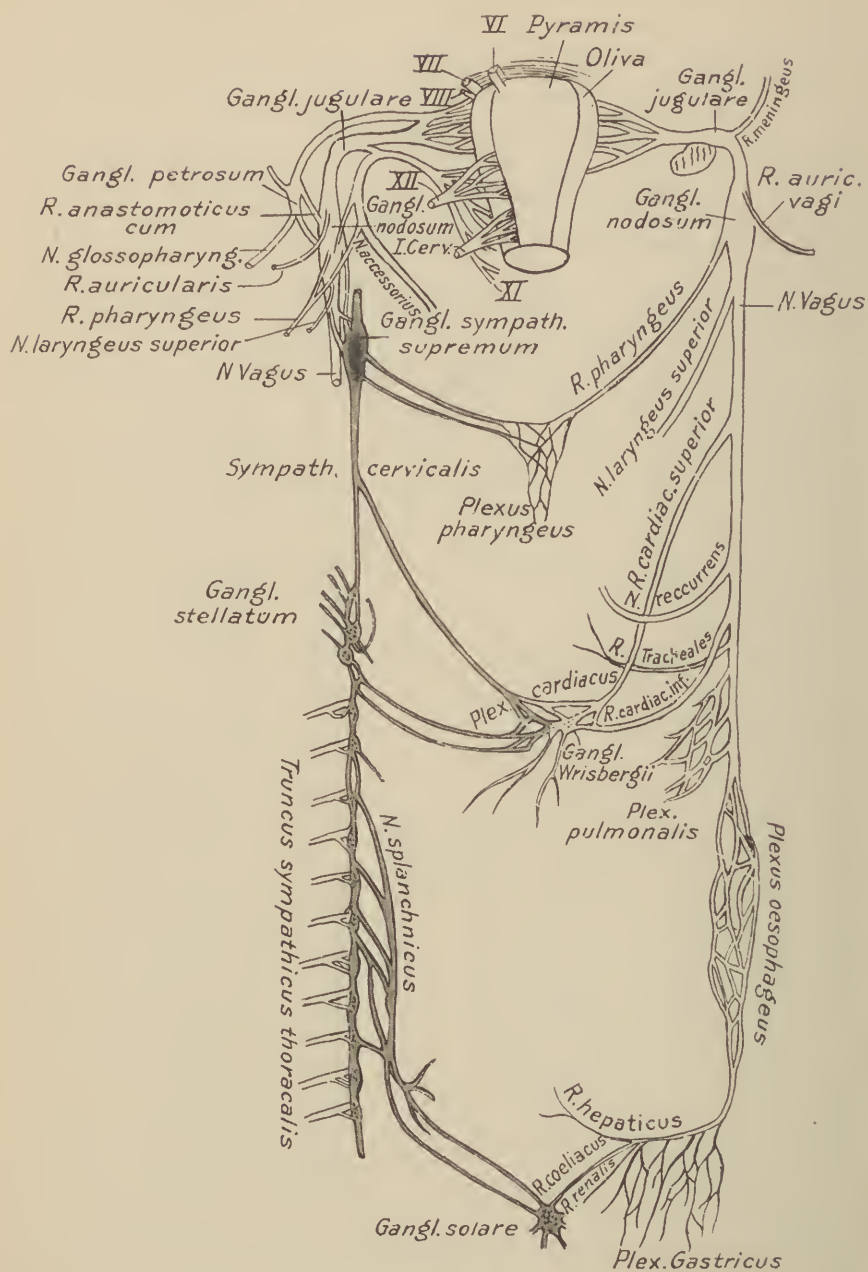 VI Pyramis
VII
Oliva
VIII
Gangl. jugulare
Gangl.
jugulare
R. meningeus
Gangl. petrosum
R. anastomoticus
cum
N. glossopharyng.
R. auricularis
R. pharyngeus
N. laryngeus superior
N Vagus
XII
Gangl.
nodosum
I. Cerv.
XI
N. accessorius
Gangl.
nodosum
R. auric.
vagi
N. Vagus
Gangl. sympath.
supremum
R. pharyngeus
N. laryngeus superior
R. cardiac. superior
Sympath. cervicalis
Plexus
pharyngeus
Gangl.
stellatum
N. reccurrens
R. Tracheales
Plex. cardiacus
R. cardiac. inf.
Gangl.
Wrisbergii
Plex.
pulmonalis
Truncus sympathicus thoracalis
N. splanchnicus
Plexus oesophageus
R. hepaticus
R. coeliacus
R. renalis
Gangl. solare
Plex. Gastricus